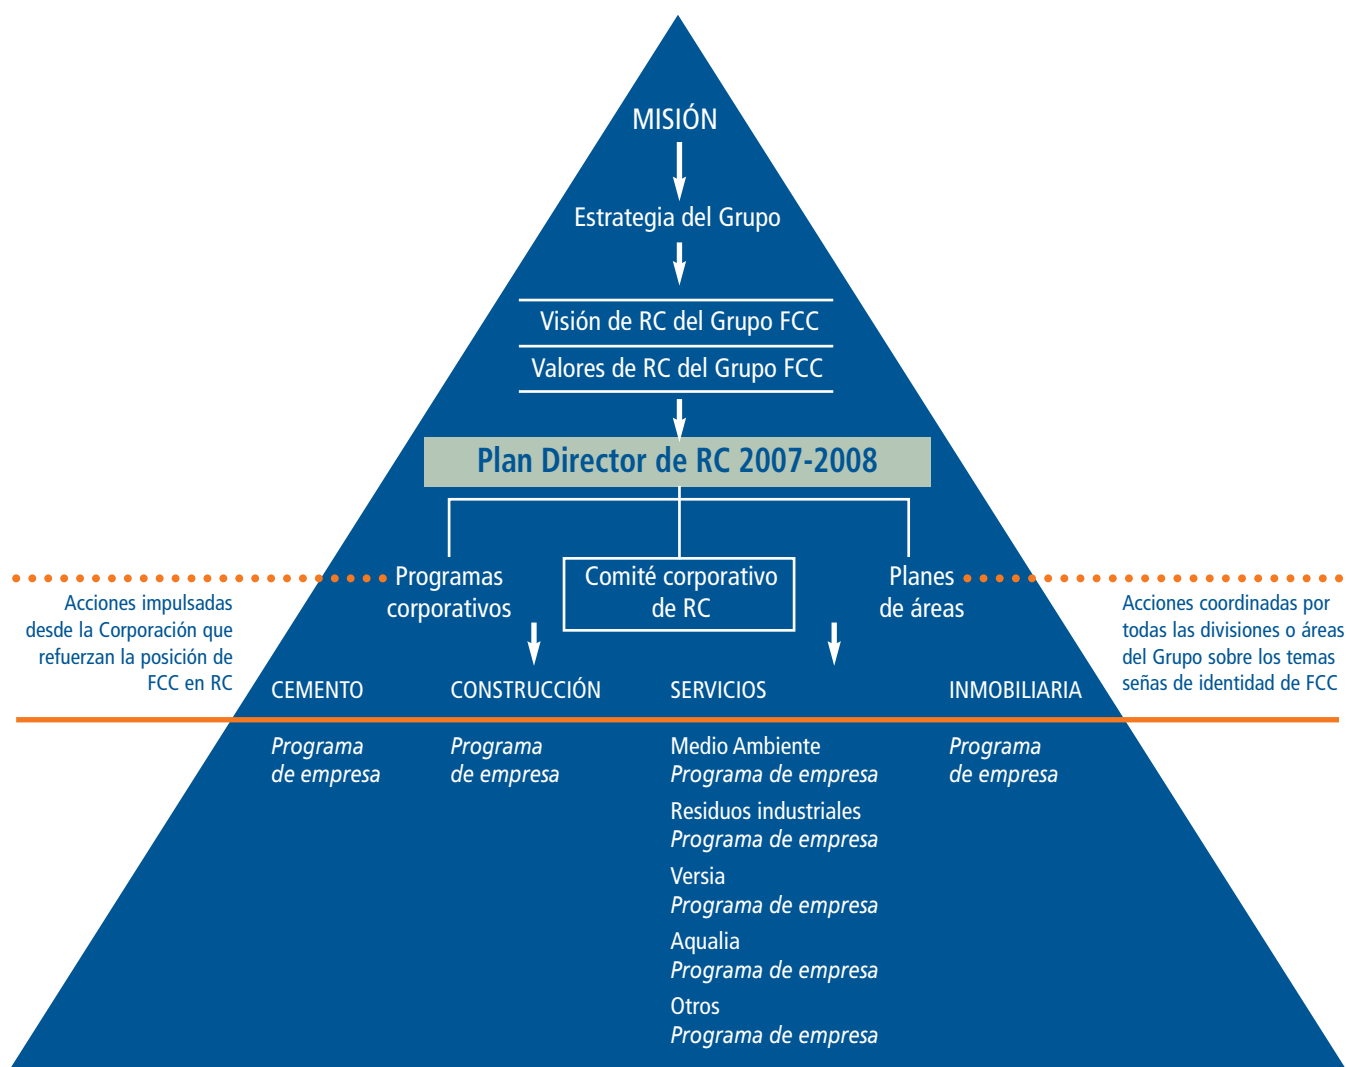 MISIÓN
Estrategia del Grupo
Visión de RC del Grupo FCC
Valores de RC del Grupo FCC
Plan Director de RC 2007-2008
Programas
corporativos
Comité corporativo
de RC
Planes
de áreas
Acciones impulsadas
desde la Corporación que
refuerzan la posición de
FCC en RC
Acciones coordinadas por
todas las divisiones o áreas
del Grupo sobre los temas
señas de identidad de FCC
CEMENTO
Programa
de empresa
CONSTRUCCIÓN
Programa
de empresa
SERVICIOS
Medio Ambiente
Programa de empresa
Residuos industriales
Programa de empresa
Versia
Programa de empresa
Aqualia
Programa de empresa
Otros
Programa de empresa
INMOBILIARIA
Programa
de empresa